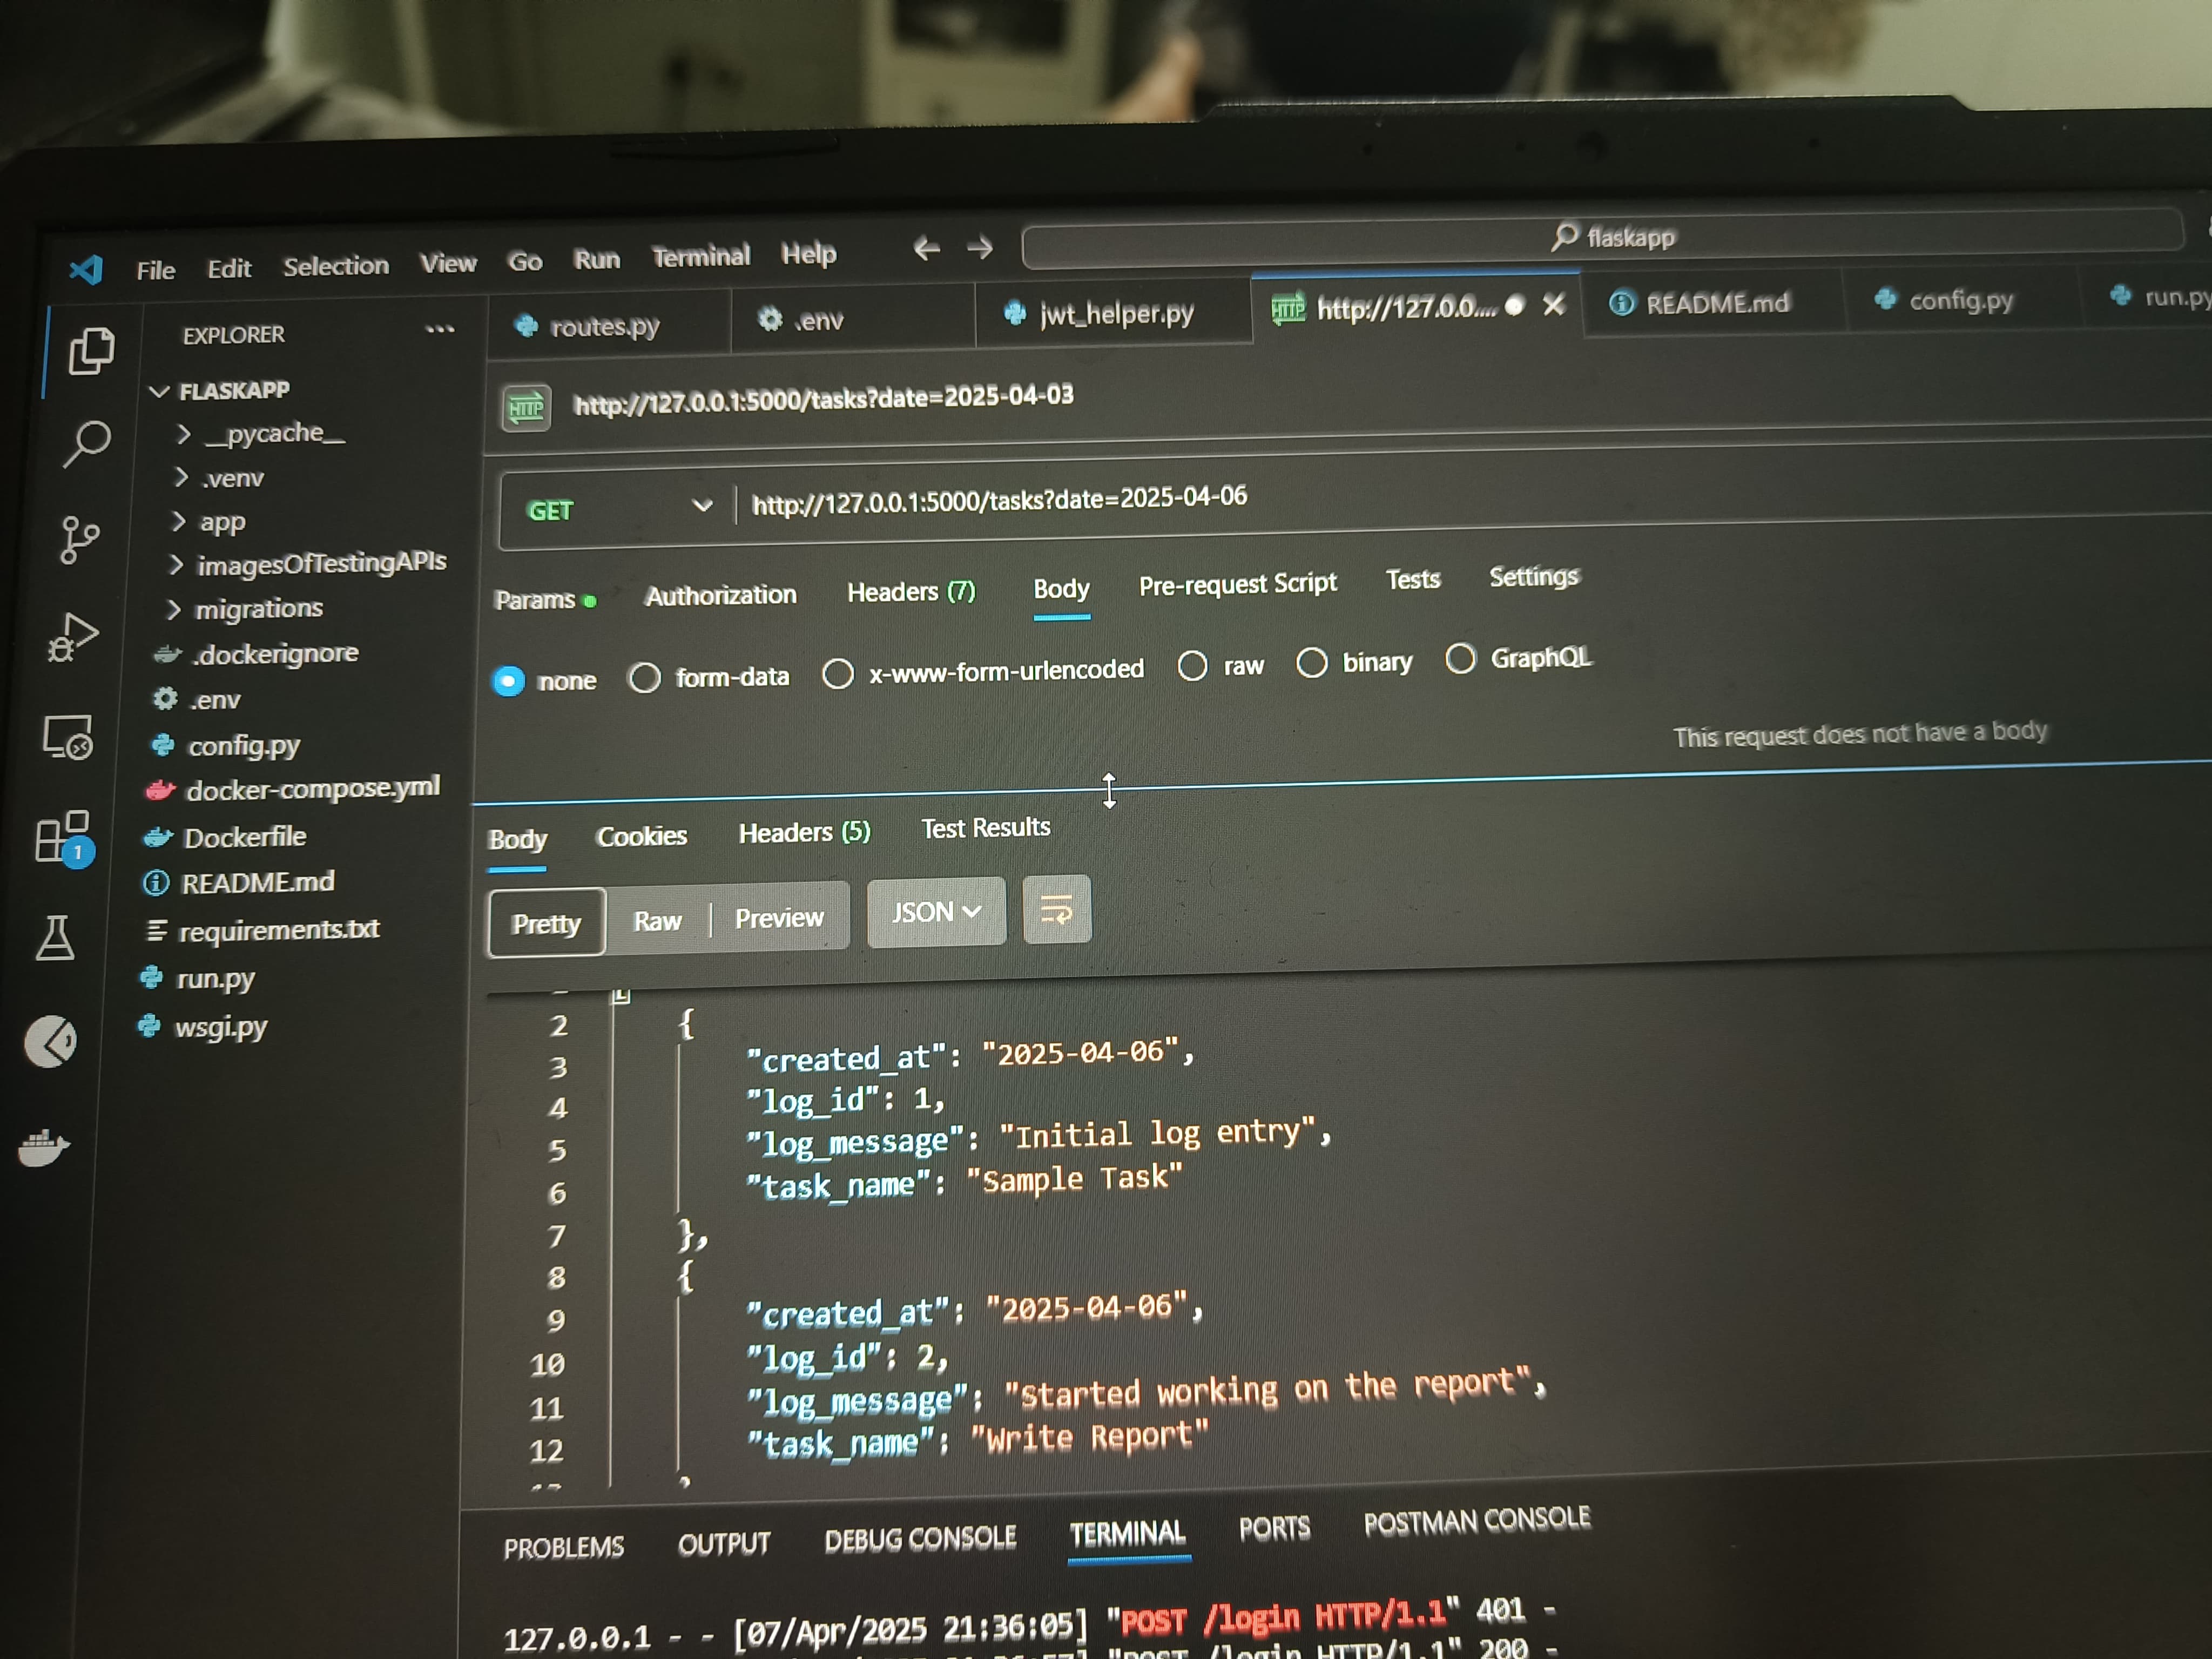 File Edit Selection View Go Run Terminal Help
flaskapp
EXPLORER ...
FLASKAPP
__pycache__
.venv
app
imagesOfTestingAPIs
migrations
.dockerignore
.env
config.py
docker-compose.yml
Dockerfile
README.md
requirements.txt
run.py
wsgi.py
1
routes.py .env jwt_helper.py HTTP http://127.0.0.... README.md config.py run.py
HTTP http://127.0.0.1:5000/tasks?date=2025-04-03
GET http://127.0.0.1:5000/tasks?date=2025-04-06
Params Authorization Headers (7) Body Pre-request Script Tests Settings
none form-data x-www-form-urlencoded raw binary GraphQL
This request does not have a body
Body Cookies Headers (5) Test Results
Pretty Raw Preview JSON
2 {
3 "created_at": "2025-04-06",
4 "log_id": 1,
5 "log_message": "Initial log entry",
6 "task_name": "Sample Task"
7 },
8 {
9 "created_at": "2025-04-06",
10 "log_id": 2,
11 "log_message": "Started working on the report",
12 "task_name": "Write Report"
PROBLEMS OUTPUT DEBUG CONSOLE TERMINAL PORTS POSTMAN CONSOLE
127.0.0.1 - - [07/Apr/2025 21:36:05] "POST /login HTTP/1.1" 401 -
"POST /login HTTP/1.1" 200 -